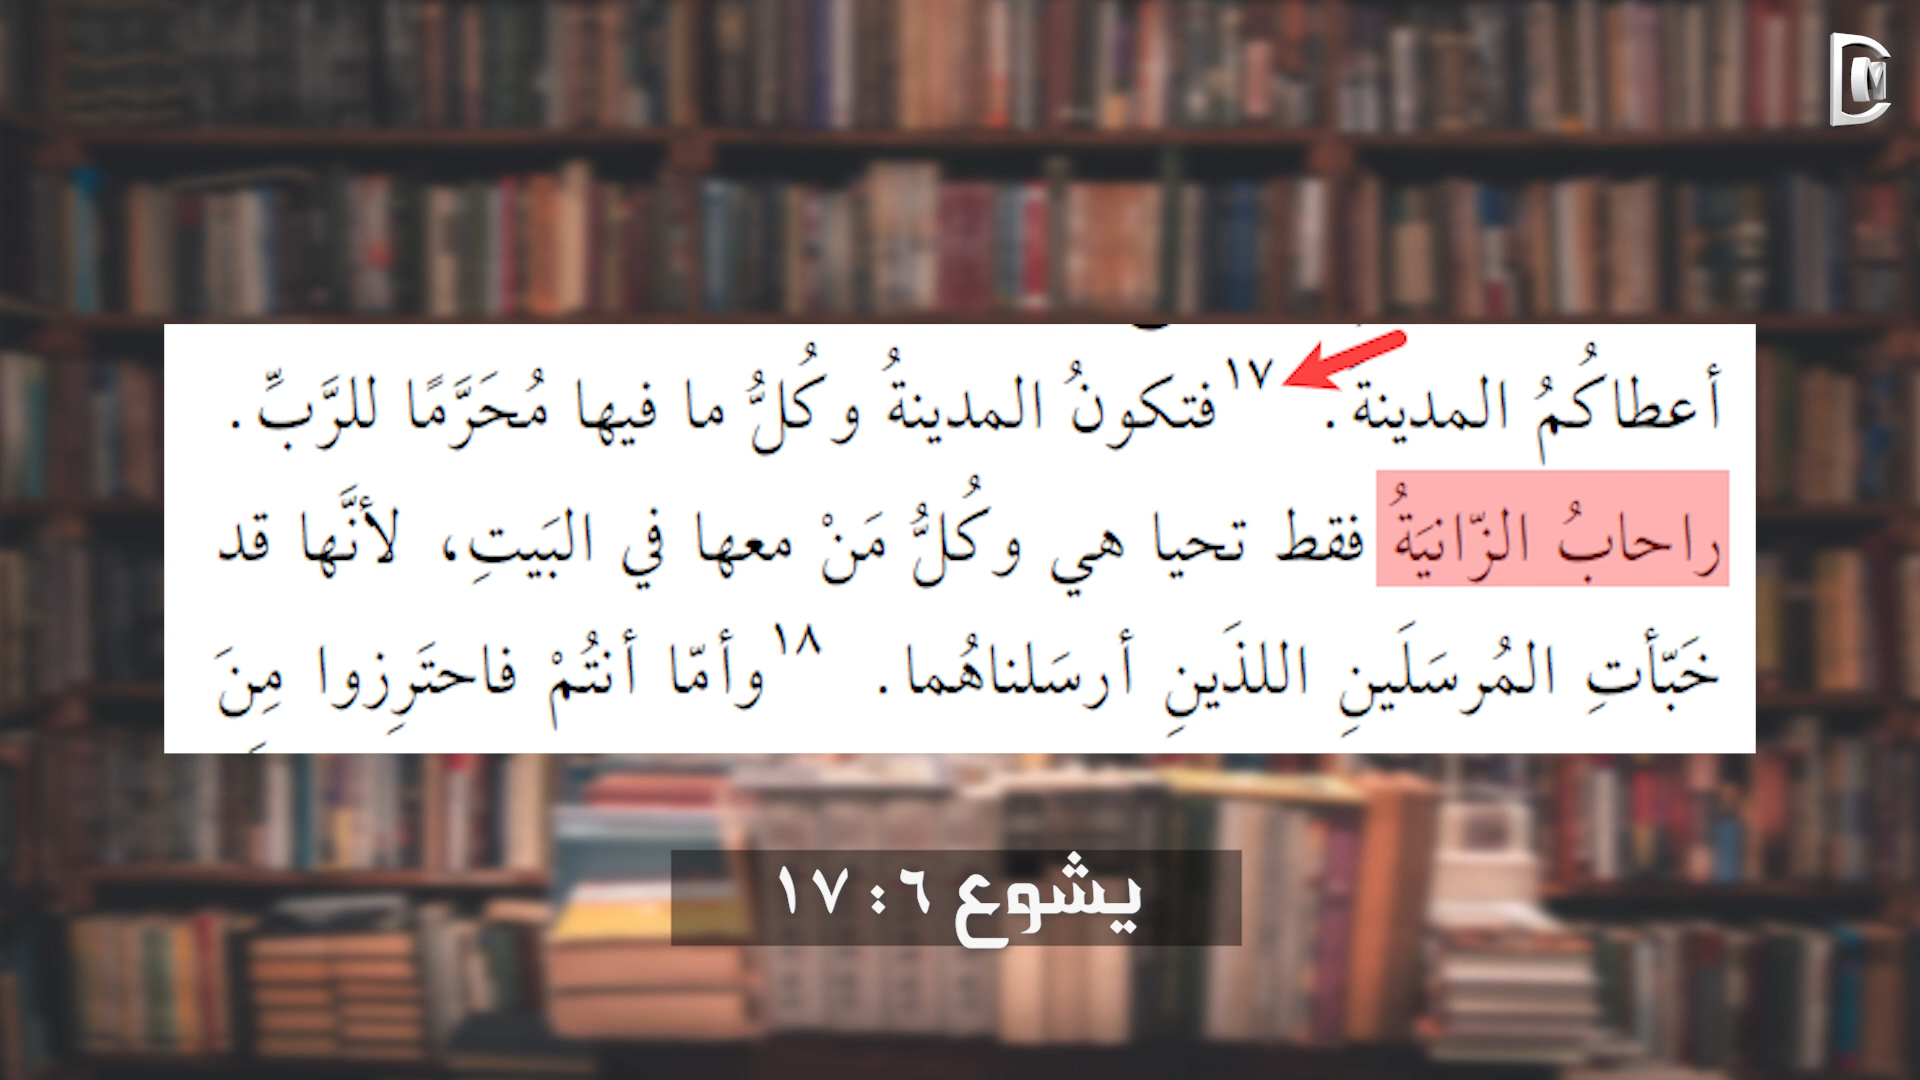 أعطاكُمُ المدينة. ١٧ فتكونُ المدينةُ وكُلُّ ما فيها مُحَرَّمًا للرَّبِّ.
راحابُ الزّانيَةُ فقط تحيا هي وكُلُّ مَنْ معها في البَيتِ، لأنَّها قد
خَبّأتِ المُرسَلَينِ اللذَينِ أرسَلناهُما. ١٨ وأمّا أنتُمْ فاحتَرِزوا مِنَ
يشوع ٦: ١٧